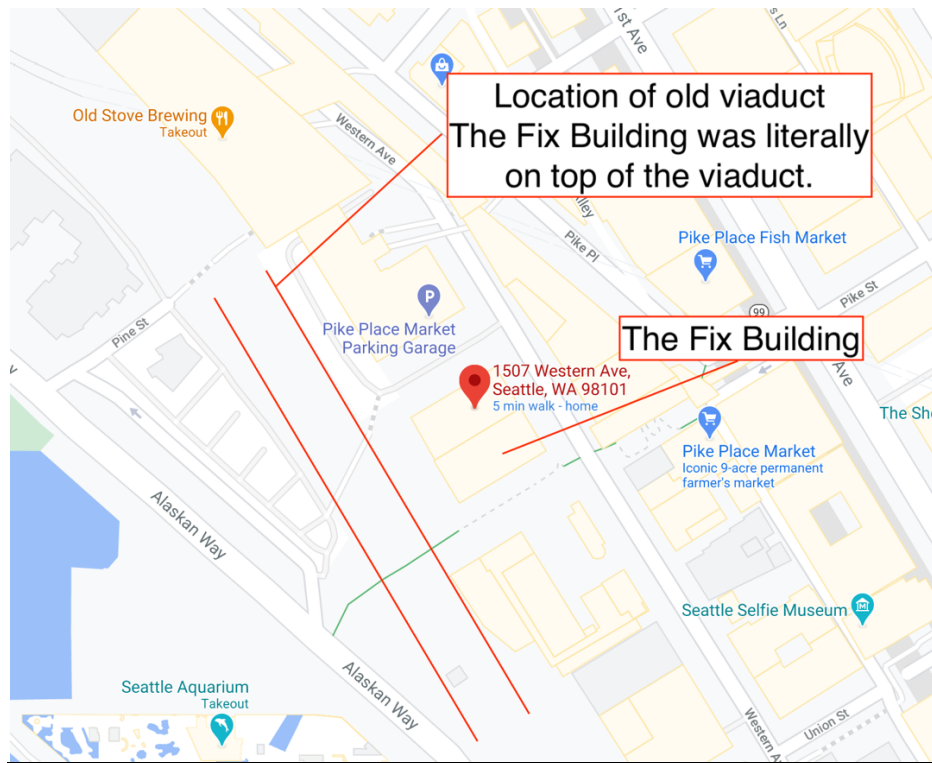 1st Ave
s Ln
Old Stove Brewing
Takeout
Western Ave
Location of old viaduct
The Fix Building was literally
on top of the viaduct.
Alley
Pike Pl
Pike Place Fish Market
Pike St
99
Pine St
Pike Place Market
Parking Garage
P
The Fix Building
1507 Western Ave,
Seattle, WA 98101
5 min walk - home
Ave
The Sh
Pike Place Market
Iconic 9-acre permanent
farmer's market
Alaskan Way
Seattle Selfie Museum
M
Seattle Aquarium
Takeout
Alaskan Way
Western A
Union St